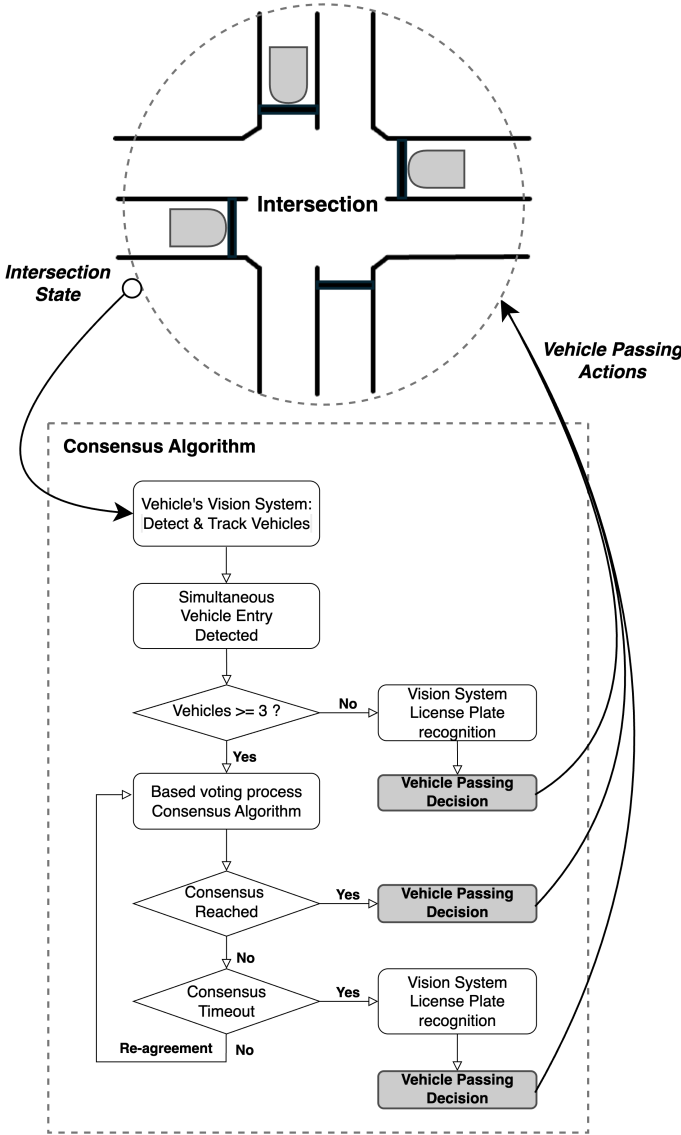 Intersection
Intersection
State
Vehicle Passing
Actions
Consensus Algorithm
Vehicle's Vision System:
Detect & Track Vehicles
Simultaneous
Vehicle Entry
Detected
Vehicles >= 3 ?
No
Vision System
License Plate
recognition
Yes
Vehicle Passing
Decision
Based voting process
Consensus Algorithm
Consensus
Reached
Yes
Vehicle Passing
Decision
No
Consensus
Timeout
Yes
Vision System
License Plate
recognition
Re-agreement
No
Vehicle Passing
Decision